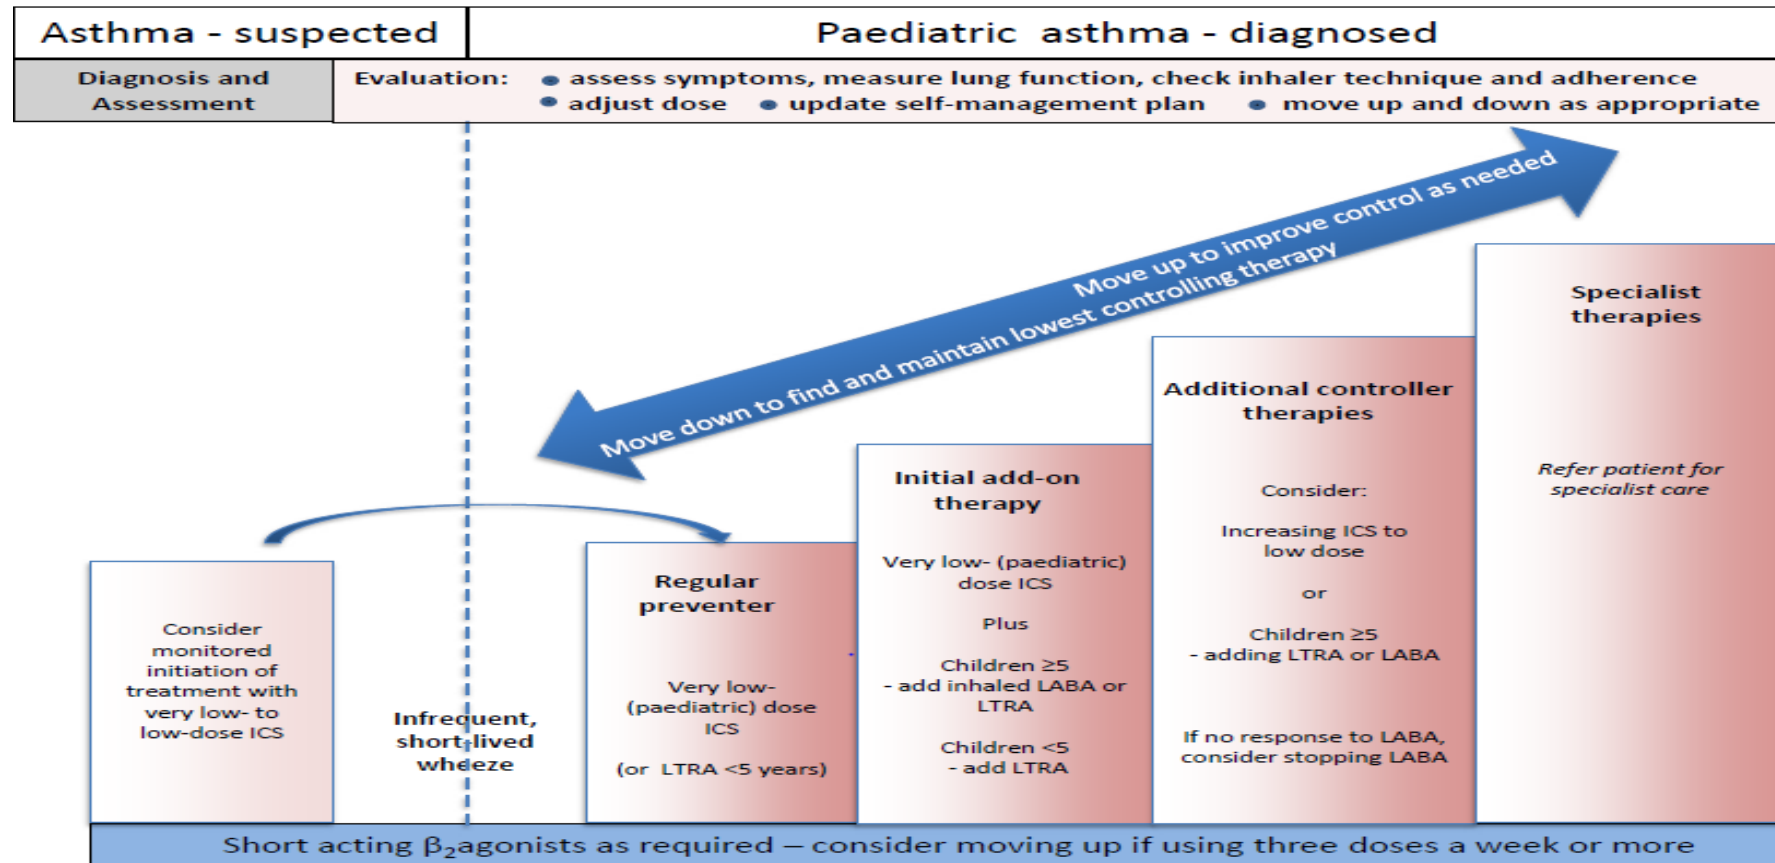 Asthma - suspected
Paediatric asthma - diagnosed
Diagnosis and
Assessment
Evaluation: • assess symptoms, measure lung function, check inhaler technique and adherence
• adjust dose • update self-management plan • move up and down as appropriate
Move up to improve control as needed
Move down to find and maintain lowest controlling therapy
Consider
monitored
initiation of
treatment with
very low- to
low-dose ICS
Infrequent,
short-lived
wheeze
Regular
preventer
Very low-
(paediatric) dose
ICS
(or LTRA <5 years)
Initial add-on
therapy
Very low- (paediatric)
dose ICS
Plus
Children ≥5
- add inhaled LABA or
LTRA
Children <5
- add LTRA
Additional controller
therapies
Consider:
Increasing ICS to
low dose
or
Children ≥5
- adding LTRA or LABA
If no response to LABA,
consider stopping LABA
Specialist
therapies
Refer patient for
specialist care
Short acting β₂agonists as required – consider moving up if using three doses a week or more